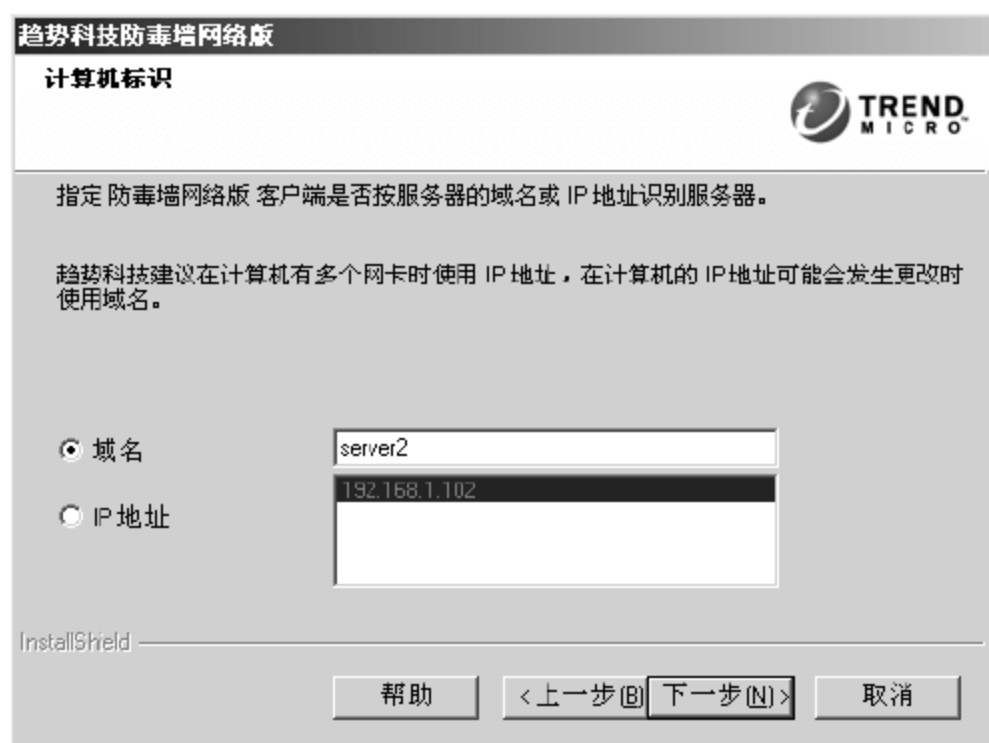 趋势科技防毒墙网络版
计算机标识
TREND
MICRO
指定 防毒墙网络版 客户端是否按服务器的域名或 IP 地址识别服务器。
趋势科技建议在计算机有多个网卡时使用 IP 地址，在计算机的 IP地址可能会发生更改时
使用域名。
域名
server2
192.168.1.102
IP 地址
InstallShield
帮助
<上一步(B)
下一步(N)>
取消